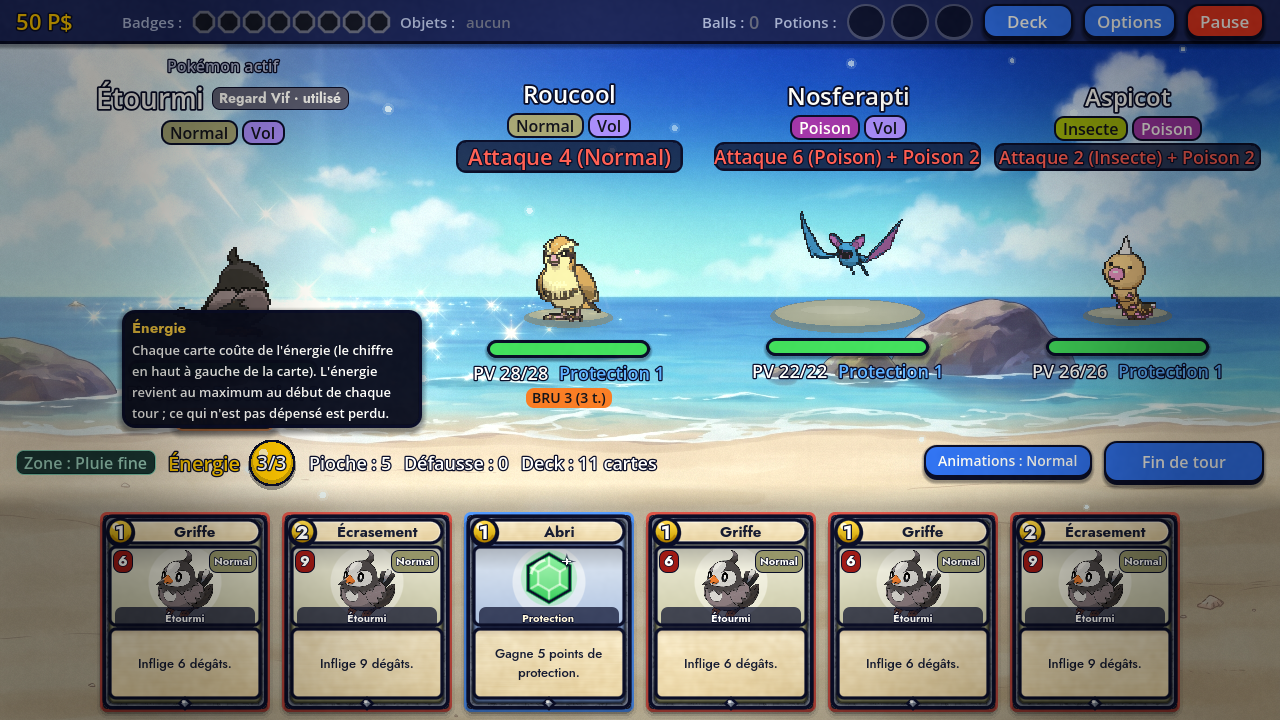 50 P$
Badges :
Objets : aucun
Balls : 0
Potions :
Deck
Options
Pause
Pokémon actif
Étourmi
Regard Vif · utilisé
Normal
Vol
Roucool
Normal
Vol
Attaque 4 (Normal)
Nosferapti
Poison
Vol
Attaque 6 (Poison) + Poison 2
Aspicot
Insecte
Poison
Attaque 2 (Insecte) + Poison 2
Énergie
Chaque carte coûte de l'énergie (le chiffre
en haut à gauche de la carte). L'énergie
revient au maximum au début de chaque
tour ; ce qui n'est pas dépensé est perdu.
PV 28/28 Protection 1
BRU 3 (3 t.)
PV 22/22 Protection 1
PV 26/26 Protection 1
Zone : Pluie fine
Énergie
3/3
Pioche : 5
Défausse : 0
Deck : 11 cartes
Animations : Normal
Fin de tour
1 Griffe
6
Normal
Étourmi
Inflige 6 dégâts.
2 Écrasement
9
Normal
Étourmi
Inflige 9 dégâts.
1 Abri
Protection
Gagne 5 points de
protection.
1 Griffe
6
Normal
Étourmi
Inflige 6 dégâts.
1 Griffe
6
Normal
Étourmi
Inflige 6 dégâts.
2 Écrasement
9
Normal
Étourmi
Inflige 9 dégâts.